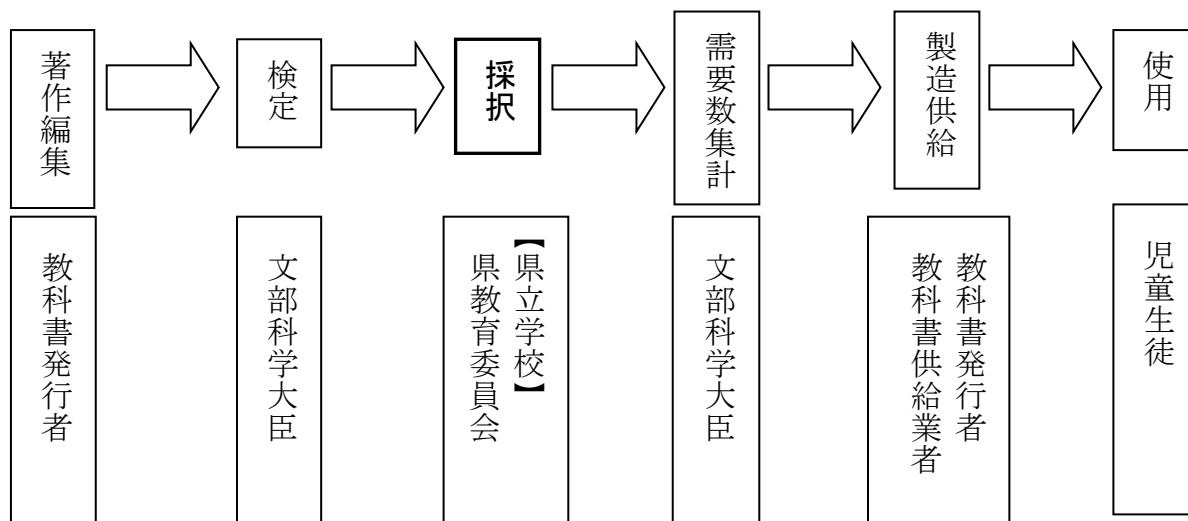 著作編集
検定
採択
需要数集計
製造供給
使用
教科書発行者
文部科学大臣
【県立学校】
県教育委員会
文部科学大臣
教科書発行者
教科書供給業者
児童生徒